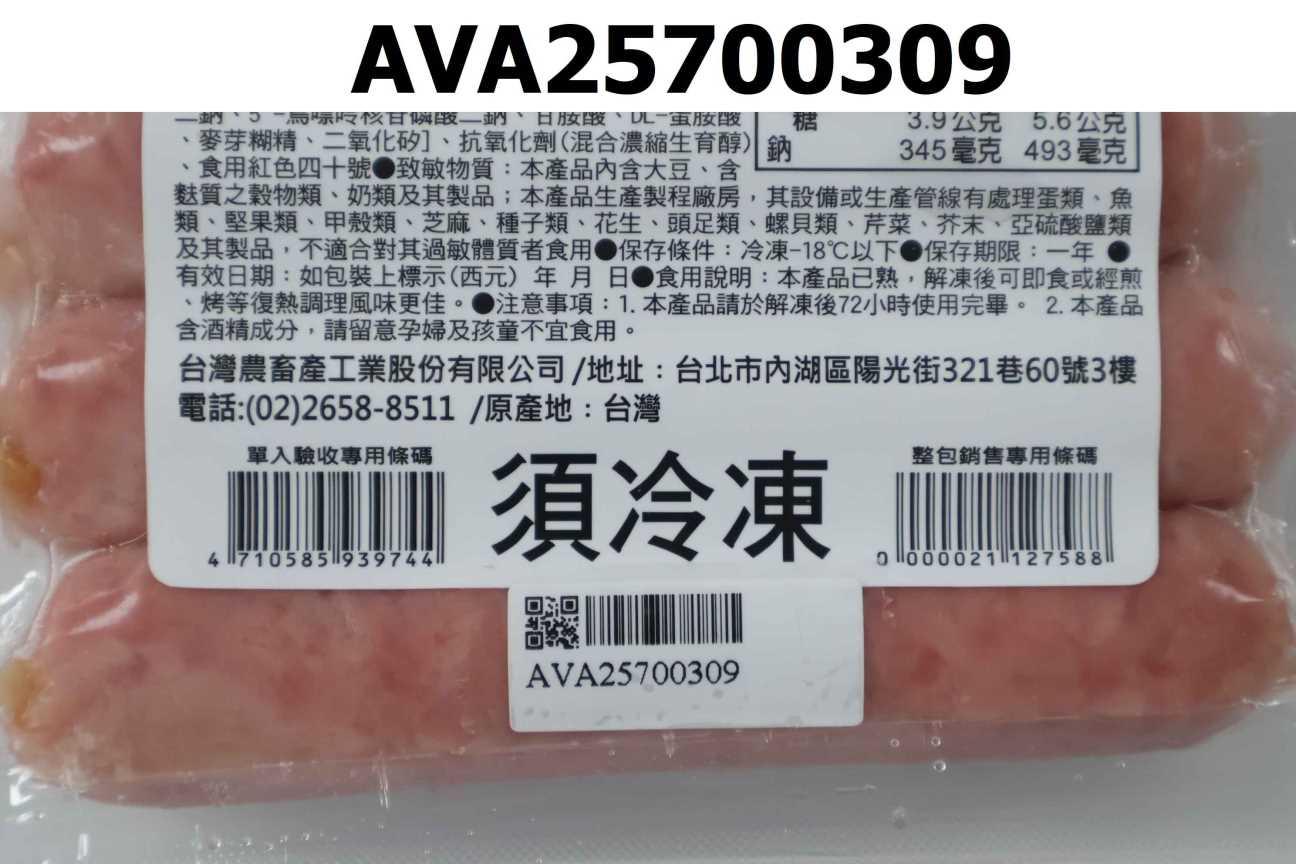 AVA25700309
二鈉、5'-鳥嘌呤核苷磷酸二鈉、甘胺酸、DL-蛋胺酸
、麥芽糊精、二氧化矽]、抗氧化劑(混合濃縮生育醇)
、食用紅色四十號●致敏物質：本產品內含大豆、含
麩質之穀物類、奶類及其製品；本產品生產製程廠房，其設備或生產管線有處理蛋類、魚
類、堅果類、甲殼類、芝麻、種子類、花生、頭足類、螺貝類、芹菜、芥末、亞硫酸鹽類
及其製品，不適合對其過敏體質者食用●保存條件：冷凍-18℃以下●保存期限：一年 ●
有效日期：如包裝上標示(西元) 年 月 日●食用說明：本產品已熟，解凍後可即食或經煎
、烤等復熱調理風味更佳。●注意事項：1. 本產品請於解凍後72小時使用完畢。 2. 本產品
含酒精成分，請留意孕婦及孩童不宜食用。
糖 3.9公克 5.6公克
鈉 345毫克 493毫克
台灣農畜產工業股份有限公司 /地址：台北市內湖區陽光街321巷60號3樓
電話:(02)2658-8511 /原產地：台灣
單入驗收專用條碼
4 710585 939744
須冷凍
整包銷售專用條碼
0 000021 127588
AVA25700309